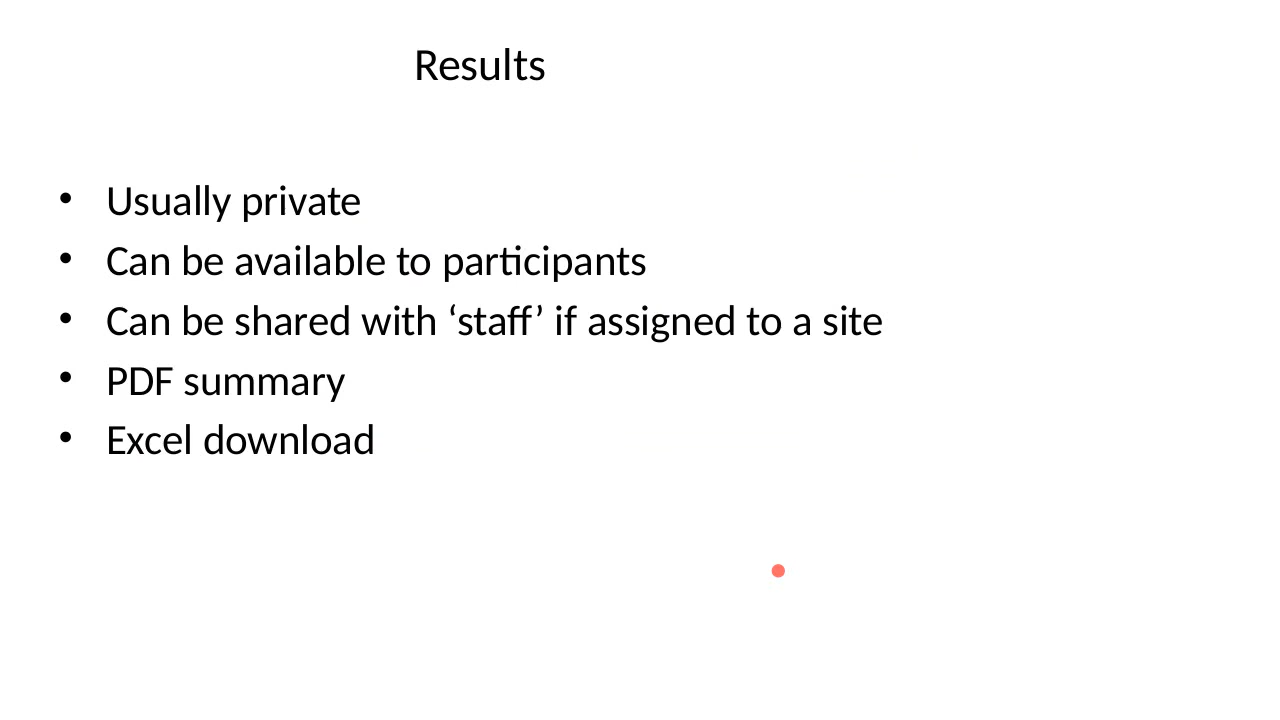 Results
• Usually private
• Can be available to participants
• Can be shared with ‘staff’ if assigned to a site
• PDF summary
• Excel download